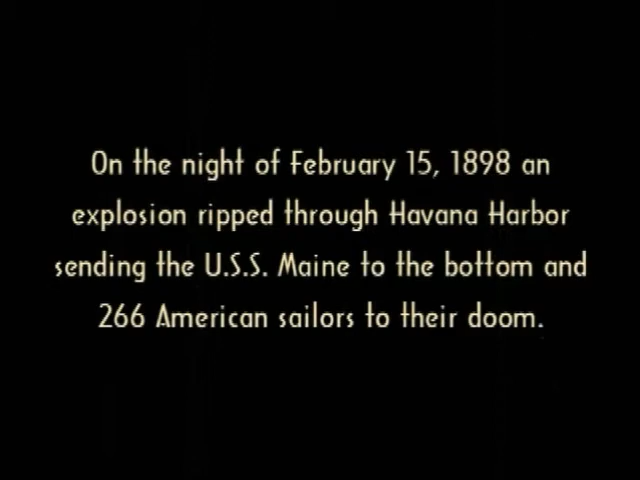 On the night of February 15, 1898 an
explosion ripped through Havana Harbor
sending the U.S.S. Maine to the bottom and
266 American sailors to their doom.